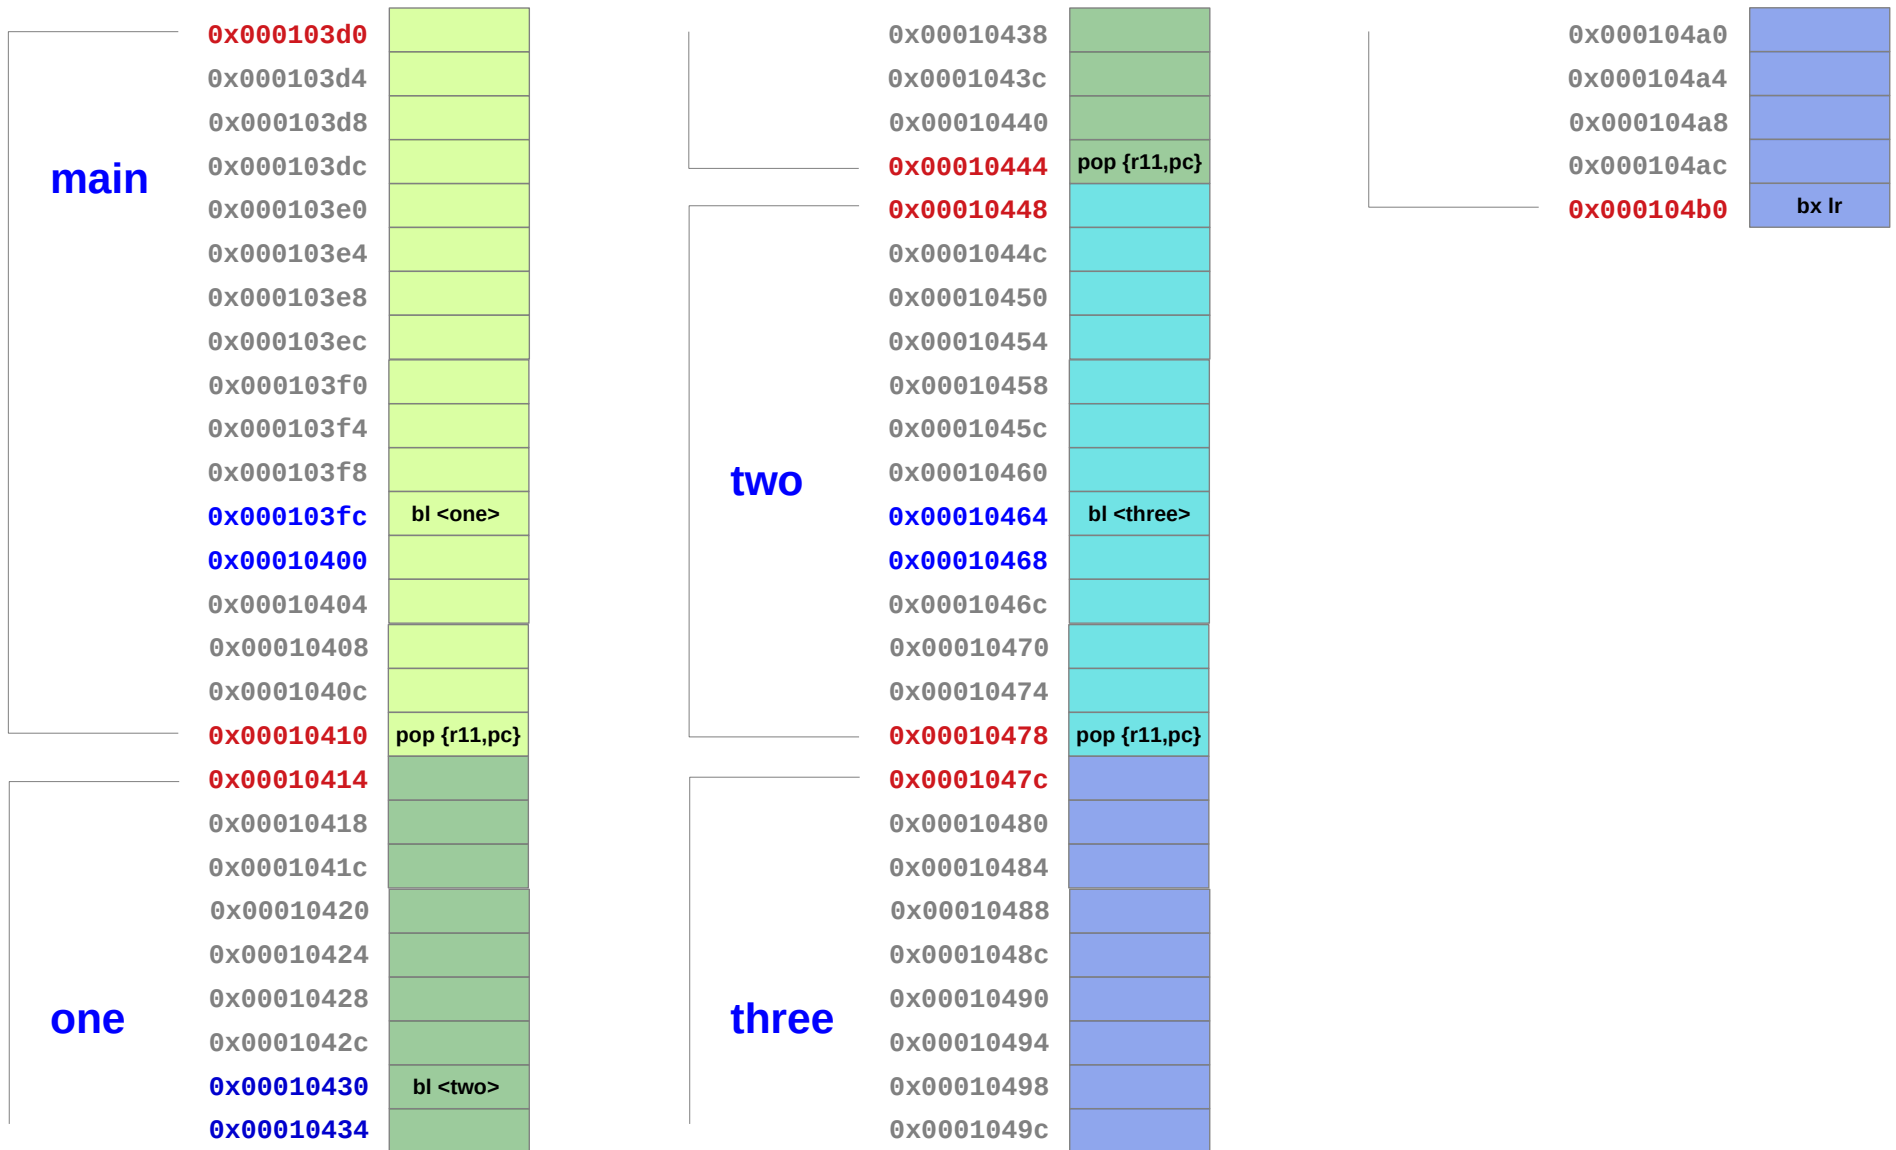 0x000103d0
0x000103d4
0x000103d8
main
0x000103dc
0x000103e0
0x000103e4
0x000103e8
0x000103ec
0x000103f0
0x000103f4
0x000103f8
0x000103fc bl <one>
0x00010400
0x00010404
0x00010408
0x0001040c
0x00010410 pop {r11,pc}
0x00010414
0x00010418
0x0001041c
0x00010420
0x00010424
0x00010428
one
0x0001042c
0x00010430 bl <two>
0x00010434
0x00010438
0x0001043c
0x00010440
0x00010444 pop {r11,pc}
0x00010448
0x0001044c
0x00010450
0x00010454
0x00010458
0x0001045c
0x00010460
two
0x00010464 bl <three>
0x00010468
0x0001046c
0x00010470
0x00010474
0x00010478 pop {r11,pc}
0x0001047c
0x00010480
0x00010484
0x00010488
0x0001048c
0x00010490
three
0x00010494
0x00010498
0x0001049c
0x000104a0
0x000104a4
0x000104a8
0x000104ac
0x000104b0 bx lr